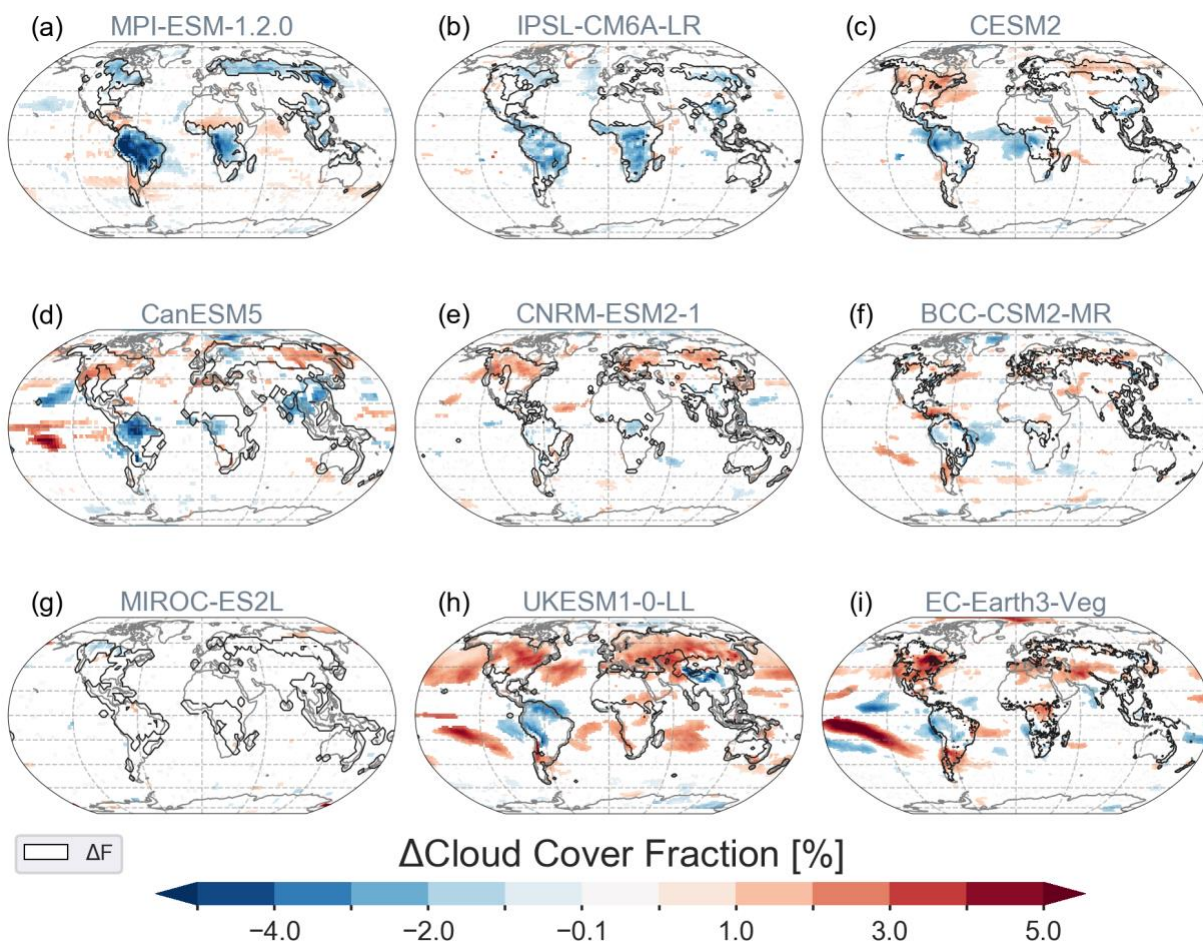 (a) MPI-ESM-1.2.0
(b) IPSL-CM6A-LR
(c) CESM2
(d) CanESM5
(e) CNRM-ESM2-1
(f) BCC-CSM2-MR
(g) MIROC-ES2L
(h) UKESM1-0-LL
(i) EC-Earth3-Veg
ΔF
ΔCloud Cover Fraction [%]
−4.0 −2.0 −0.1 1.0 3.0 5.0